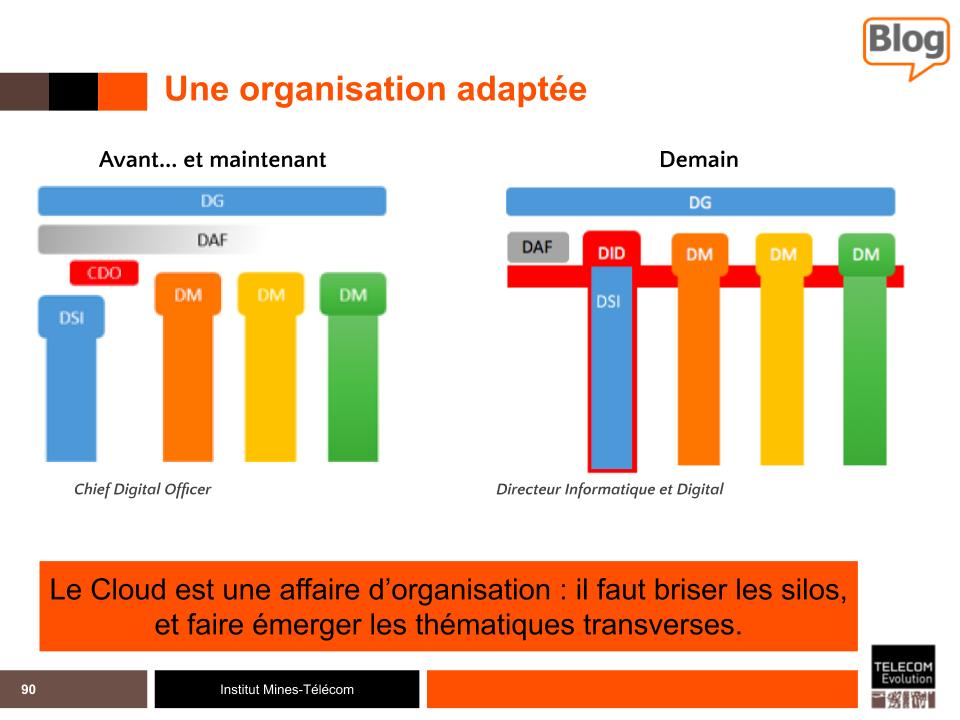 Blog
Une organisation adaptée
Avant... et maintenant
DG
DAF
CDO
DSI
DM
DM
DM
Chief Digital Officer
Demain
DG
DAF
DID
DM
DM
DM
DSI
Directeur Informatique et Digital
Le Cloud est une affaire d’organisation : il faut briser les silos,
et faire émerger les thématiques transverses.
90
Institut Mines-Télécom
TELECOM
Evolution